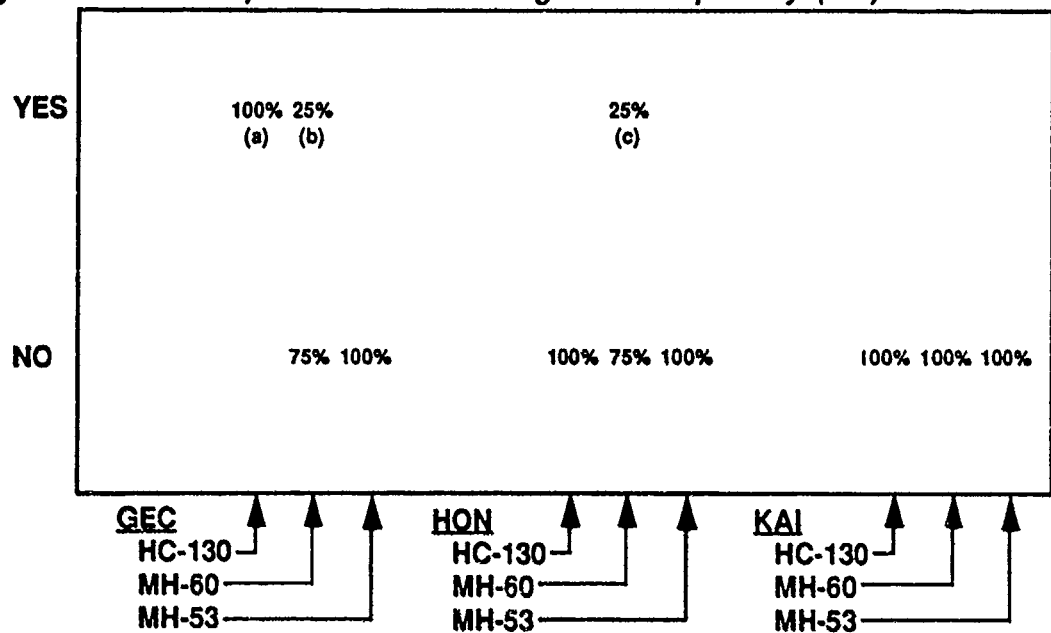 YES 100% 25% 25%
(a) (b) (c)
NO 75% 100% 100% 75% 100% 100% 100% 100%
GEC HON KAI
HC-130 HC-130 HC-130
MH-60 MH-60 MH-60
MH-53 MH-53 MH-53